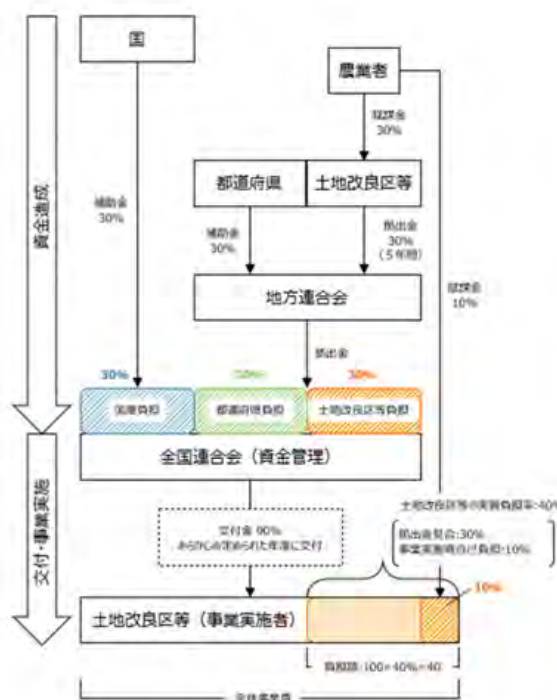 国
農業者
賦課金
30%
都道府県
土地改良区等
補助金
30%
補助金
30%
拠出金
30%
(5年間)
資金造成
地方連合会
賦課金
10%
拠出金
30%
30%
国庫負担
都道府県負担
土地改良区等負担
全国連合会(資金管理)
交付・事業実施
交付金 90%
あらかじめ定められた年度に交付
土地改良区等の実質負担率:40%
拠出金見合:30%
事業実施時自己負担:10%
10%
土地改良区等(事業実施者)
負担額:100×40%=40